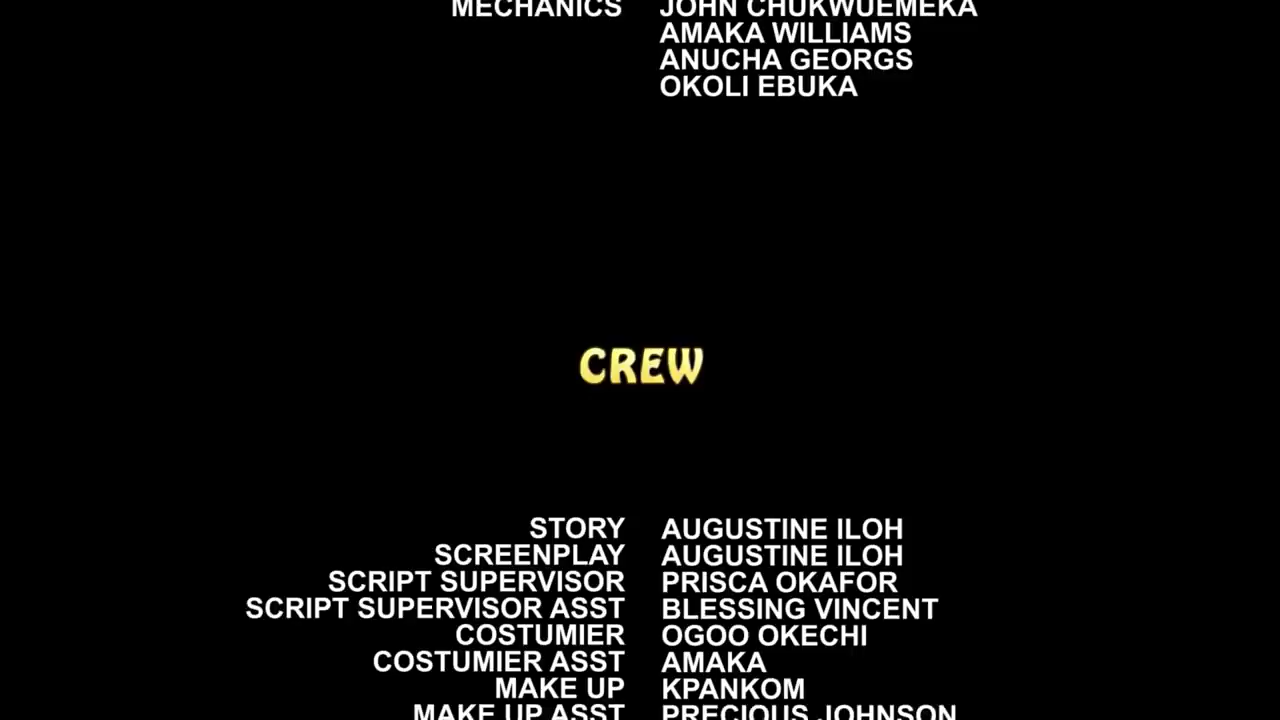 MECHANICS JOHN CHUKWUEMEKA
AMAKA WILLIAMS
ANUCHA GEORGS
OKOLI EBUKA
CREW
STORY AUGUSTINE ILOH
SCREENPLAY AUGUSTINE ILOH
SCRIPT SUPERVISOR PRISCA OKAFOR
SCRIPT SUPERVISOR ASST BLESSING VINCENT
COSTUMIER OGOO OKECHI
COSTUMIER ASST AMAKA
MAKE UP KPANKOM
MAKE UP ASST PRECIOUS JOHNSON